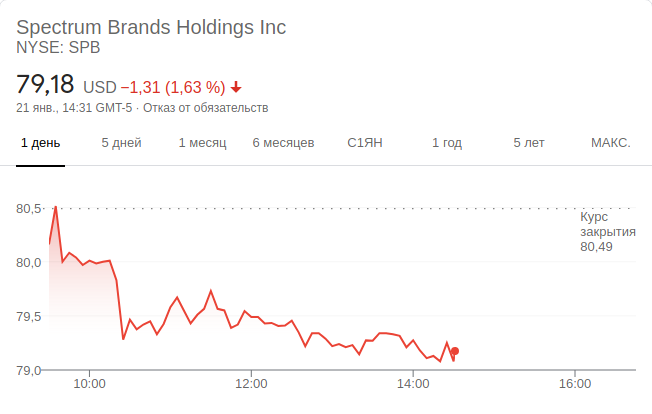 Spectrum Brands Holdings Inc
NYSE: SPB
79,18 USD −1,31 (1,63 %)
21 янв., 14:31 GMT-5 · Отказ от обязательств
1 день 5 дней 1 месяц 6 месяцев С1ЯН 1 год 5 лет МАКС.
80,5
Курс
закрытия
80,49
80,0
79,5
79,0
10:00 12:00 14:00 16:00